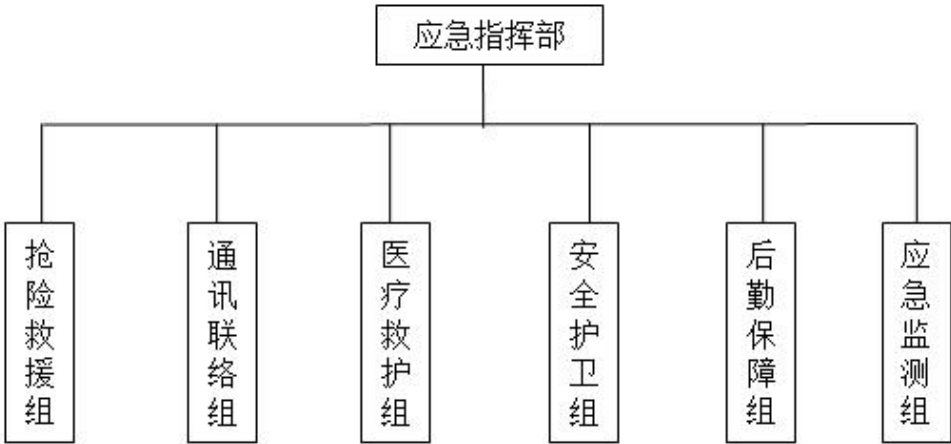 应急指挥部
抢险救援组
通讯联络组
医疗救护组
安全护卫组
后勤保障组
应急监测组